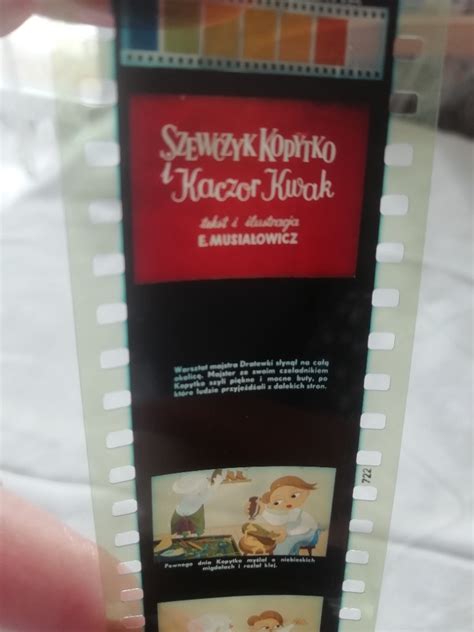 SZEWCZYK KOPYTKO
i Kaczor Kwak
tekst i ilustracja
E. MUSIAŁOWICZ
Warsztat majstra Dratewki słynął na całą
okolicę. Majster ze swoim czeladnikiem
Kopytko szyli piękne i mocne buty, po
które ludzie przyjeżdżali z dalekich stron.
722
Pewnego dnia Kopytko myślał o niebieskich
migdałach i rozlał klej.